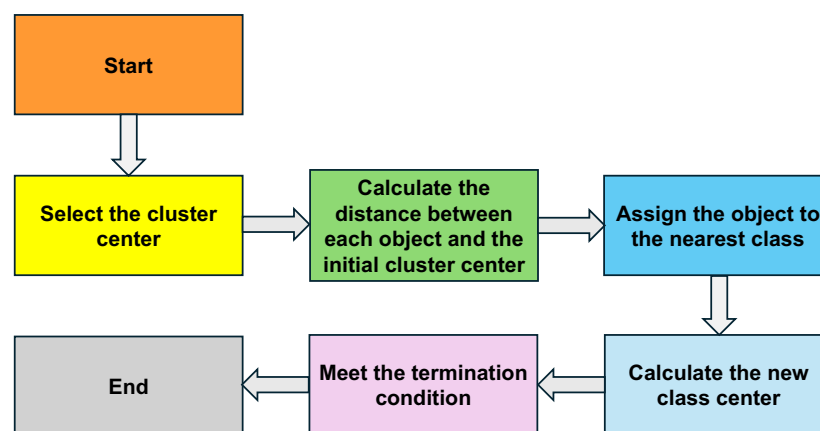 Start
Select the cluster
center
Calculate the
distance between
each object and the
initial cluster center
Assign the object to
the nearest class
Calculate the new
class center
Meet the termination
condition
End